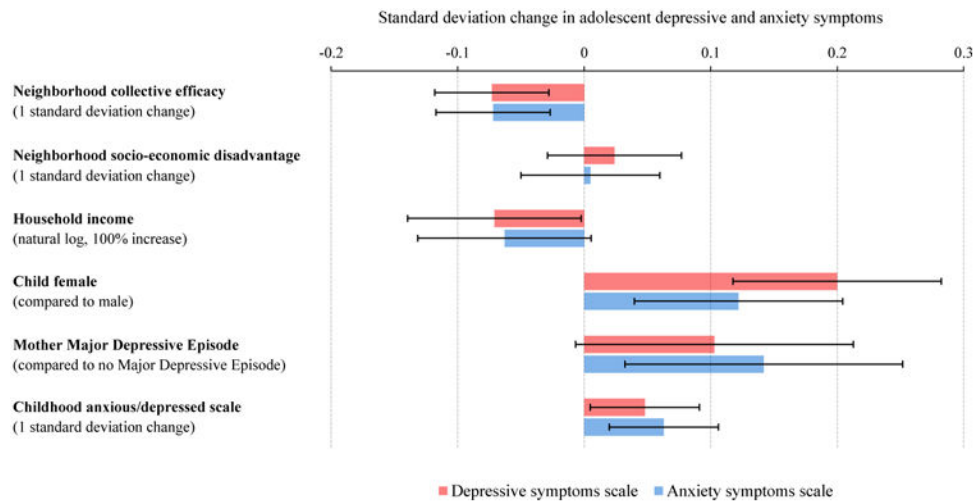 Standard deviation change in adolescent depressive and anxiety symptoms
-0.2 -0.1 0 0.1 0.2 0.3
Neighborhood collective efficacy
(1 standard deviation change)
Neighborhood socio-economic disadvantage
(1 standard deviation change)
Household income
(natural log, 100% increase)
Child female
(compared to male)
Mother Major Depressive Episode
(compared to no Major Depressive Episode)
Childhood anxious/depressed scale
(1 standard deviation change)
Depressive symptoms scale Anxiety symptoms scale